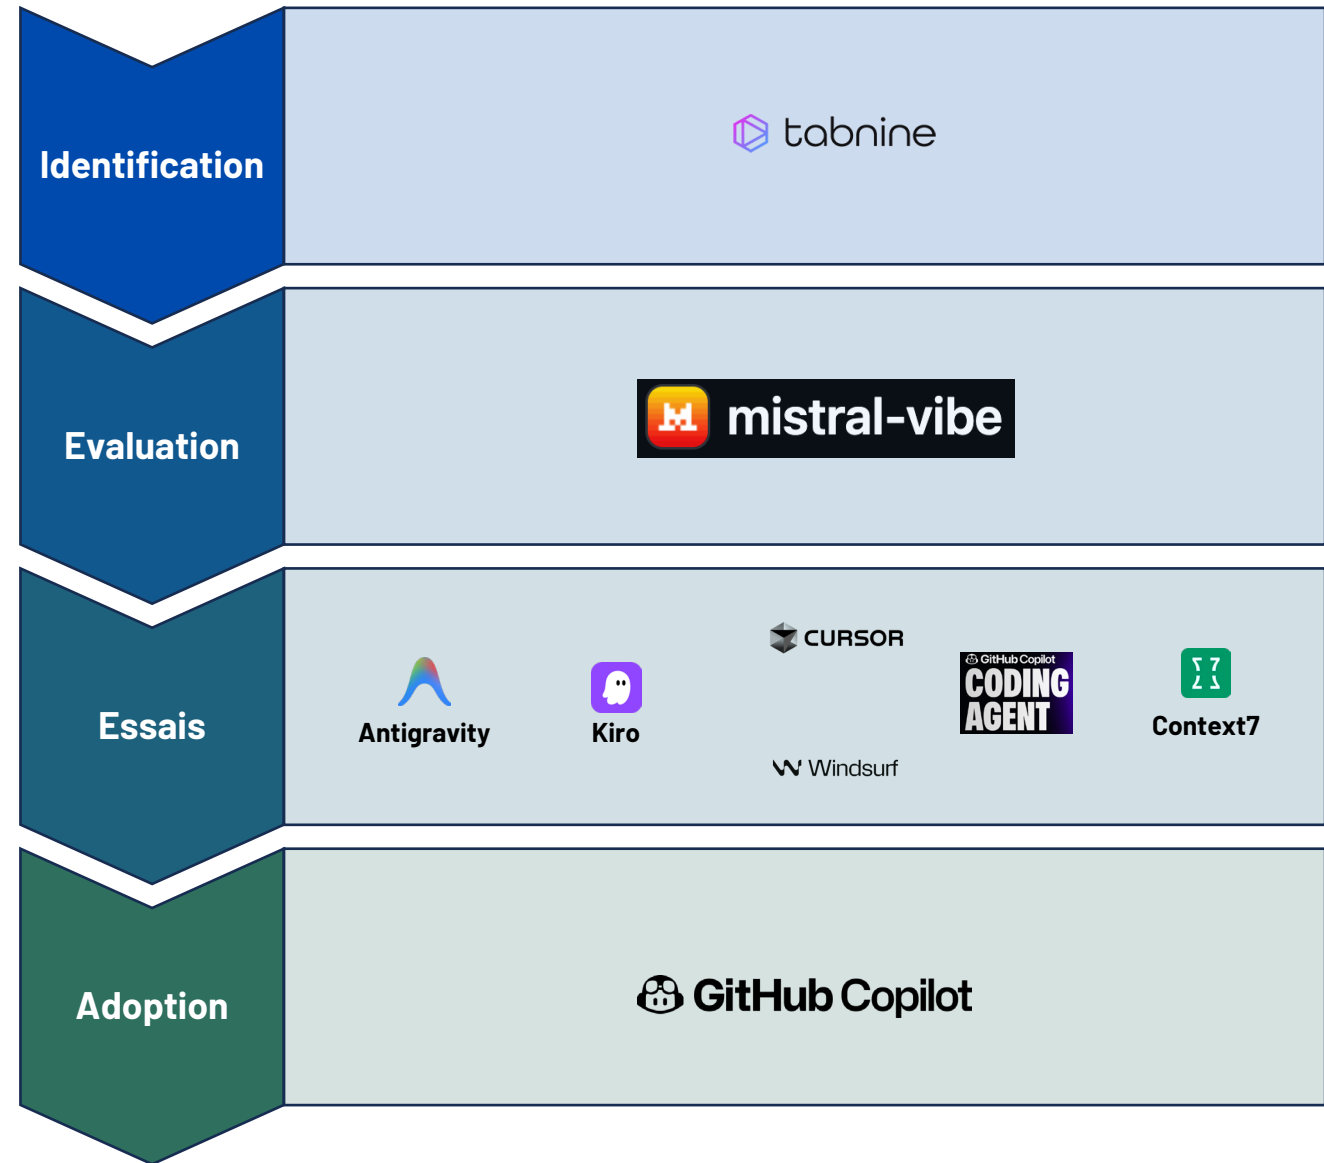 Identification
tabnine
Evaluation
mistral-vibe
Essais
Antigravity
Kiro
CURSOR
Windsurf
GitHub Copilot
CODING
AGENT
Context7
Adoption
GitHub Copilot